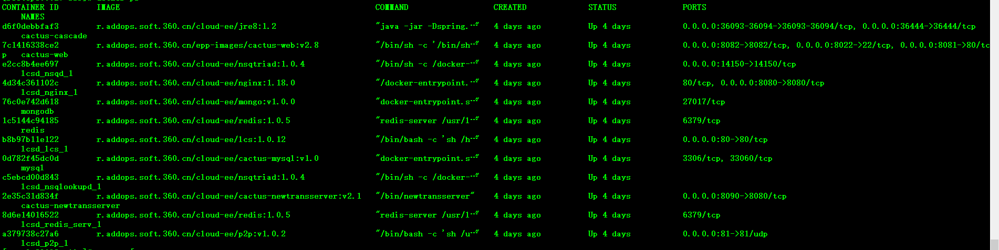 CONTAINER ID        IMAGE                                                      COMMAND                  CREATED             STATUS              PORTS
    NAMES
d6f0debbfaf3        r.addops.soft.360.cn/cloud-ee/jre8:1.2                     "java -jar -Dspring.…"   4 days ago          Up 4 days           0.0.0.0:36093-36094->36093-36094/tcp, 0.0.0.0:36444->36444/tcp
    cactus-cascade
7c1416338ce2        r.addops.soft.360.cn/epp-images/cactus-web:v2.8            "/bin/sh -c '/bin/sh…"   4 days ago          Up 4 days           0.0.0.0:8082->8082/tcp, 0.0.0.0:8022->22/tcp, 0.0.0.0:8081->80/tc
p   cactus-web
e2cc8b4ee697        r.addops.soft.360.cn/cloud-ee/nsqtriad:1.0.4               "/bin/sh -c /docker-…"   4 days ago          Up 4 days           0.0.0.0:14150->14150/tcp
    lcsd_nsqd_1
4d34c361102c        r.addops.soft.360.cn/cloud-ee/nginx:1.18.0                 "/docker-entrypoint.…"   4 days ago          Up 4 days           80/tcp, 0.0.0.0:8080->8080/tcp
    lcsd_nginx_1
76c0e742d618        r.addops.soft.360.cn/cloud-ee/mongo:v1.0.0                 "docker-entrypoint.s…"   4 days ago          Up 4 days           27017/tcp
    mongodb
1c5144c94185        r.addops.soft.360.cn/cloud-ee/redis:1.0.5                  "redis-server /usr/l…"   4 days ago          Up 4 days           6379/tcp
    redis
b8b97b11e122        r.addops.soft.360.cn/cloud-ee/lcs:1.0.12                   "/bin/bash -c 'sh /h…"   4 days ago          Up 4 days           0.0.0.0:80->80/tcp
    lcsd_lcs_1
0d782f45dc0d        r.addops.soft.360.cn/cloud-ee/cactus-mysql:v1.0            "docker-entrypoint.s…"   4 days ago          Up 4 days           3306/tcp, 33060/tcp
    mysql
c5ebcd00d843        r.addops.soft.360.cn/cloud-ee/nsqtriad:1.0.4               "/bin/sh -c /docker-…"   4 days ago          Up 4 days
    lcsd_nsqlookupd_1
2e35c31d834f        r.addops.soft.360.cn/cloud-ee/cactus-newtransserver:v2.1   "/bin/newtransserver"    4 days ago          Up 4 days           0.0.0.0:8090->8080/tcp
    cactus-newtransserver
8d6e14016522        r.addops.soft.360.cn/cloud-ee/redis:1.0.5                  "redis-server /usr/l…"   4 days ago          Up 4 days           6379/tcp
    lcsd_redis_serv_1
a379738c27a6        r.addops.soft.360.cn/cloud-ee/p2p:v1.0.2                   "/bin/bash -c 'sh /u…"   4 days ago          Up 4 days           0.0.0.0:81->81/udp
    lcsd_p2p_1